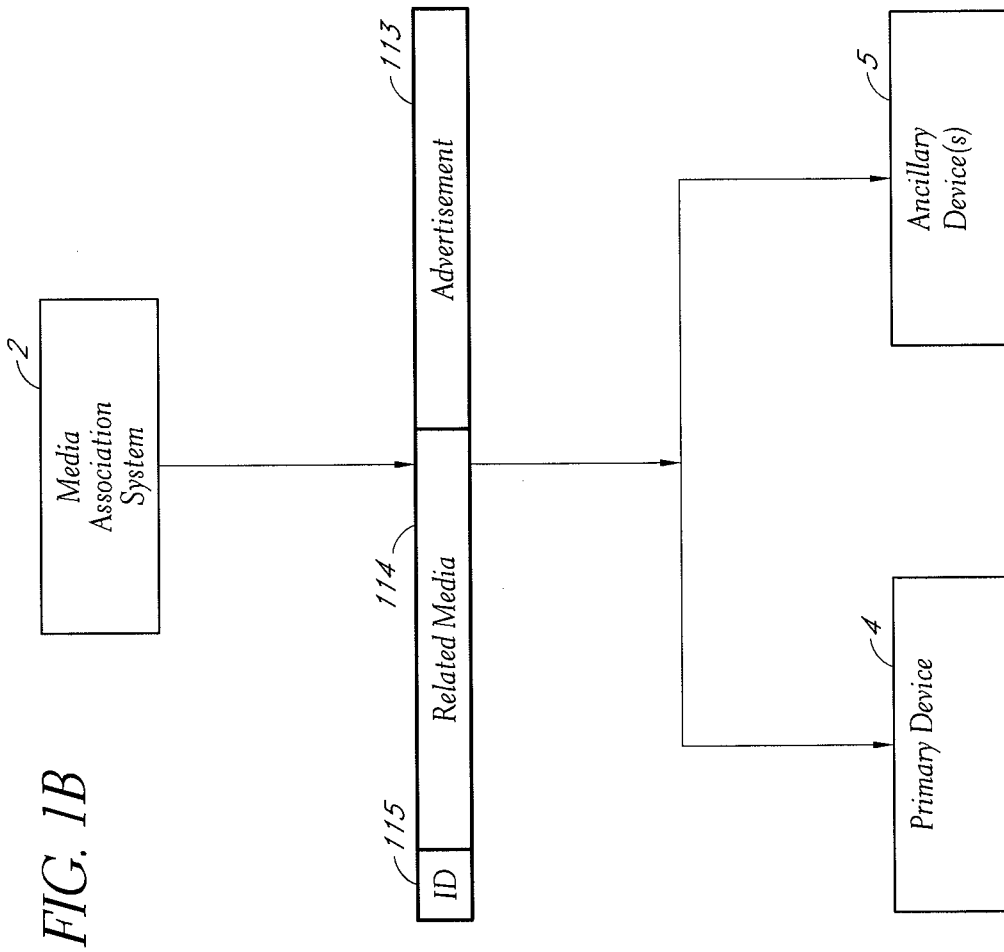 FIG. 1B
2
Media
Association
System
115
114
113
ID
Related Media
Advertisement
4
Primary Device
5
Ancillary
Device(s)